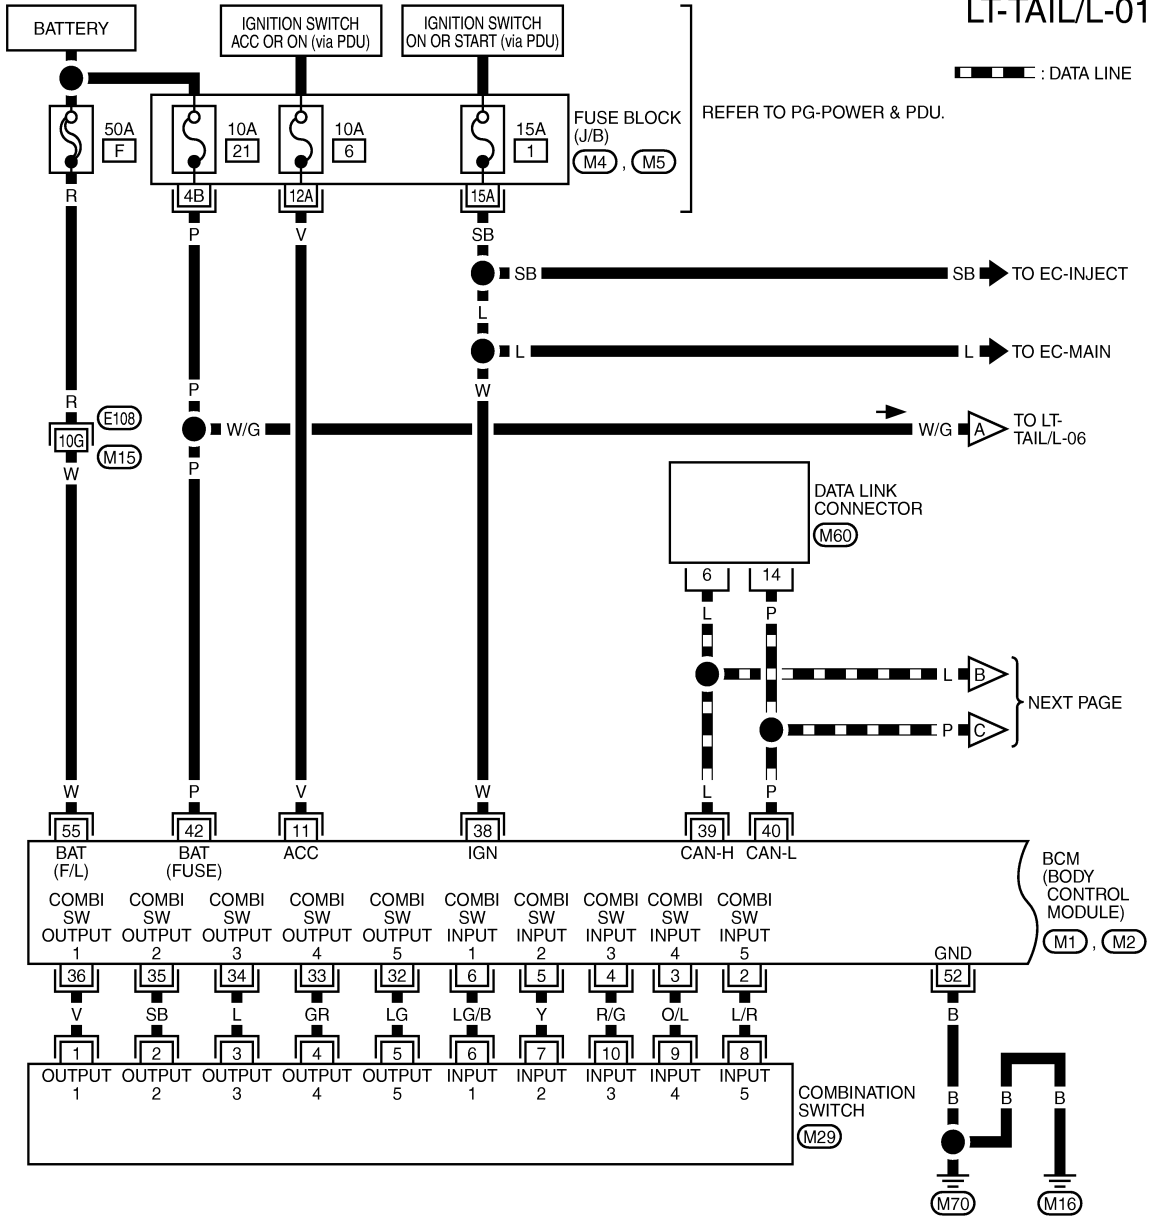 LT-TAIL/L-01
BATTERY
IGNITION SWITCH
ACC OR ON (via PDU)
IGNITION SWITCH
ON OR START (via PDU)
: DATA LINE
50A
F
10A
21
10A
6
15A
1
FUSE BLOCK
(J/B)
M4 , M5
REFER TO PG-POWER & PDU.
4B
12A
15A
R
P
V
SB
SB
SB
TO EC-INJECT
L
L
L
TO EC-MAIN
P
W
R
10G
E108
M15
W/G
W/G
A
TO LT-
TAIL/L-06
W
P
DATA LINK
CONNECTOR
M60
6
14
L
P
L
B
P
C
NEXT PAGE
W
P
V
W
L
P
55
42
11
38
39
40
BAT
(F/L)
BAT
(FUSE)
ACC
IGN
CAN-H
CAN-L
BCM
(BODY
CONTROL
MODULE)
M1 , M2
COMBI
SW
OUTPUT
1
COMBI
SW
OUTPUT
2
COMBI
SW
OUTPUT
3
COMBI
SW
OUTPUT
4
COMBI
SW
OUTPUT
5
COMBI
SW
INPUT
1
COMBI
SW
INPUT
2
COMBI
SW
INPUT
3
COMBI
SW
INPUT
4
COMBI
SW
INPUT
5
GND
36
35
34
33
32
6
5
4
3
2
52
V
SB
L
GR
LG
LG/B
Y
R/G
O/L
L/R
B
1
2
3
4
5
6
7
10
9
8
OUTPUT
1
OUTPUT
2
OUTPUT
3
OUTPUT
4
OUTPUT
5
INPUT
1
INPUT
2
INPUT
3
INPUT
4
INPUT
5
COMBINATION
SWITCH
M29
B
B
B
M70
M16